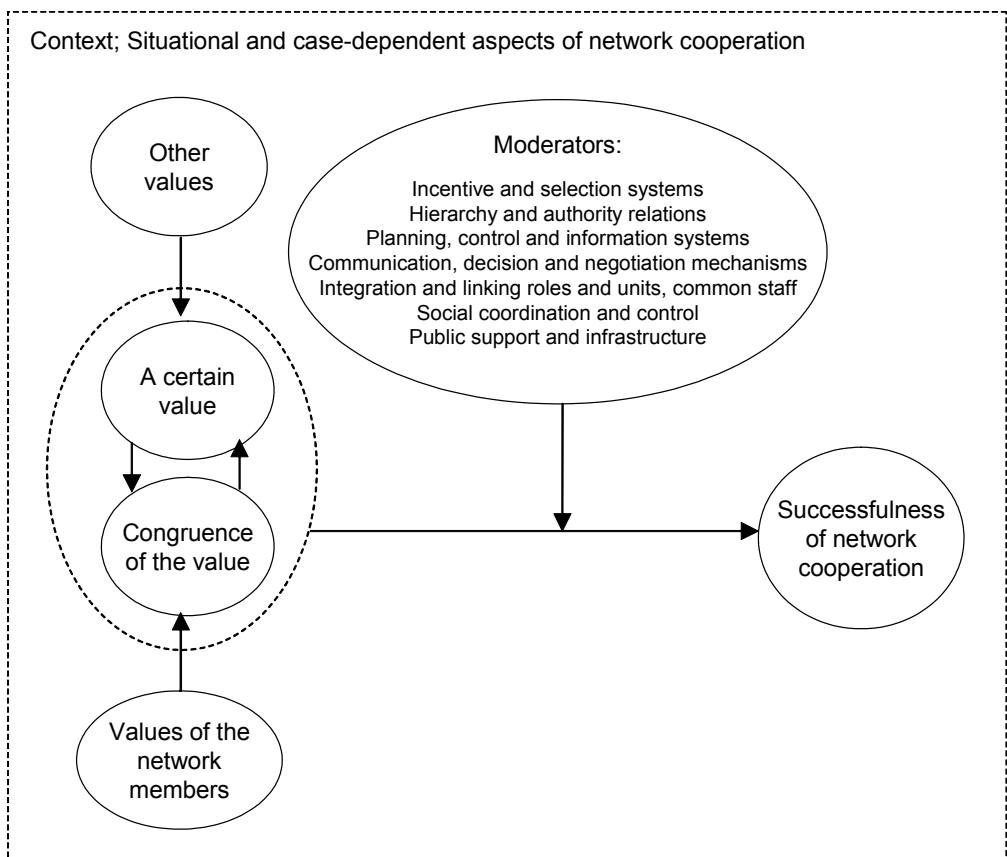 Context; Situational and case-dependent aspects of network cooperation
Other
values
Moderators:
Incentive and selection systems
Hierarchy and authority relations
Planning, control and information systems
Communication, decision and negotiation mechanisms
Integration and linking roles and units, common staff
Social coordination and control
Public support and infrastructure
A certain
value
Congruence
of the value
Successfulness
of network
cooperation
Values of the
network
members